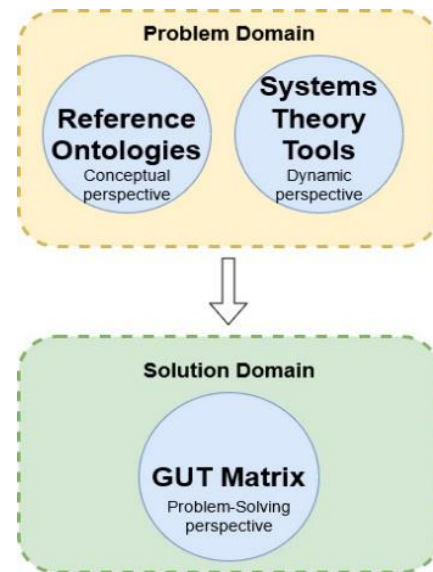 Problem Domain
Reference
Ontologies
Conceptual
perspective
Systems
Theory
Tools
Dynamic
perspective
Solution Domain
GUT Matrix
Problem-Solving
perspective